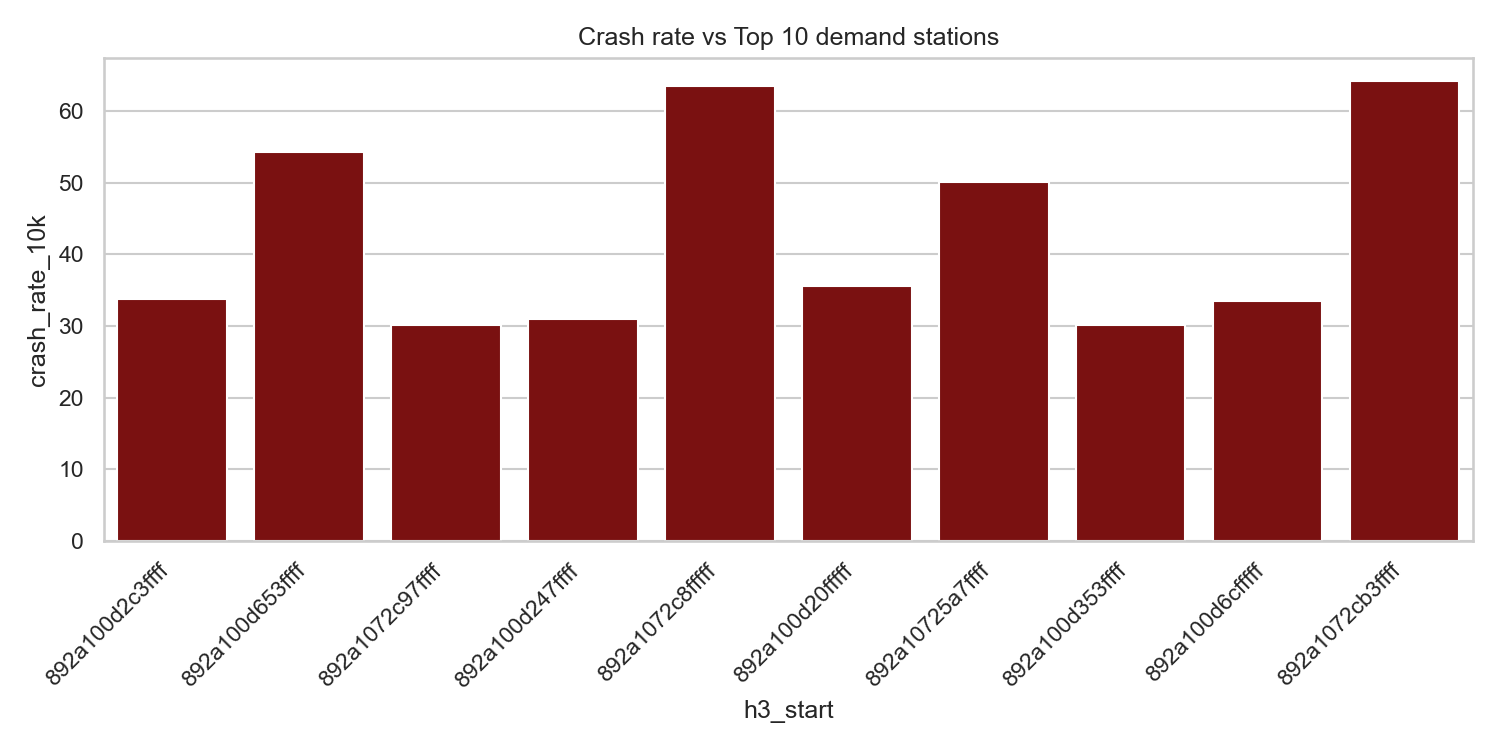 Crash rate vs Top 10 demand stations
crash_rate_10k
60
50
40
30
20
10
0
892a100d2c3ffff
892a100d653ffff
892a1072c97ffff
892a100d247ffff
892a1072c8fffff
892a100d20fffff
892a10725a7ffff
892a100d353ffff
892a100d6cfffff
892a1072cb3ffff
h3_start